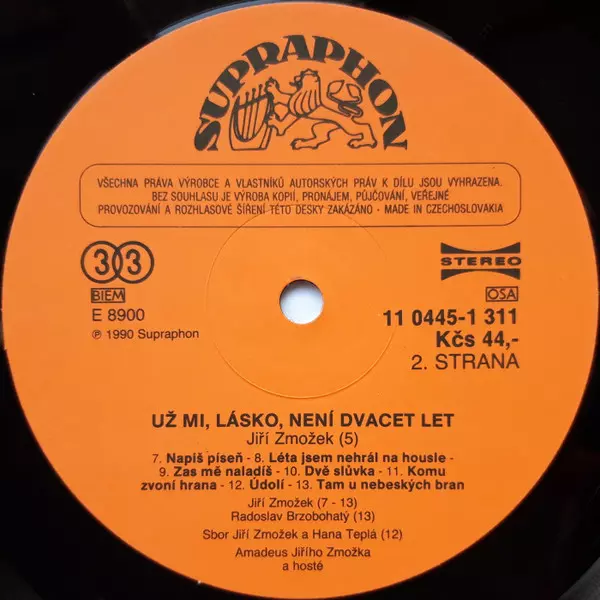 SUPRAPHON
VŠECHNA PRÁVA VÝROBCE A VLASTNÍKŮ AUTORSKÝCH PRÁV K DÍLU JSOU VYHRAZENA.
BEZ SOUHLASU JE VÝROBA KOPIÍ, PRONÁJEM, PŮJČOVÁNÍ, VEŘEJNÉ
PROVOZOVÁNÍ A ROZHLASOVÉ ŠÍŘENÍ TÉTO DESKY ZAKÁZÁNO - MADE IN CZECHOSLOVAKIA
33
STEREO
BIEM
OSA
E 8900
11 0445-1 311
℗ 1990 Supraphon
Kčs 44,-
2. STRANA
UŽ MI, LÁSKO, NENÍ DVACET LET
Jiří Zmožek (5)
7. Napiš píseň - 8. Léta jsem nehrál na housle -
- 9. Zas mě naladíš - 10. Dvě slůvka - 11. Komu
zvoní hrana - 12. Údolí - 13. Tam u nebeských bran
Jiří Zmožek (7 - 13)
Radoslav Brzobohatý (13)
Sbor Jiří Zmožek a Hana Teplá (12)
Amadeus Jiřího Zmožka
a hosté